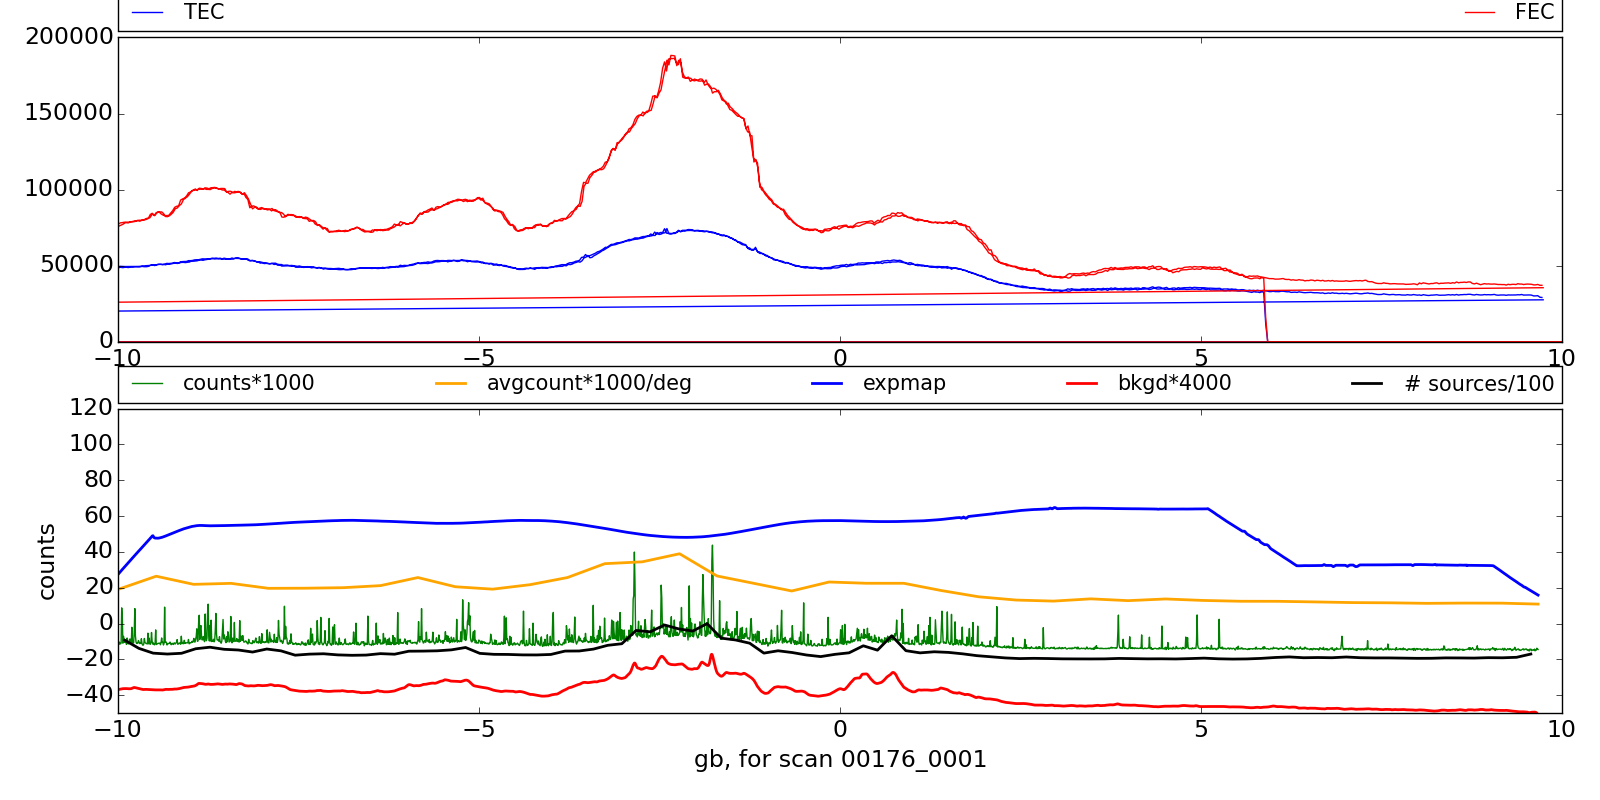 TEC FEC
200000
150000
100000
50000
0
−10 −5 0 5 10
counts*1000 avgcount*1000/deg expmap bkgd*4000 # sources/100
120
100
80
60
40
20
0
−20
−40
counts
−10 −5 0 5 10
gb, for scan 00176_0001